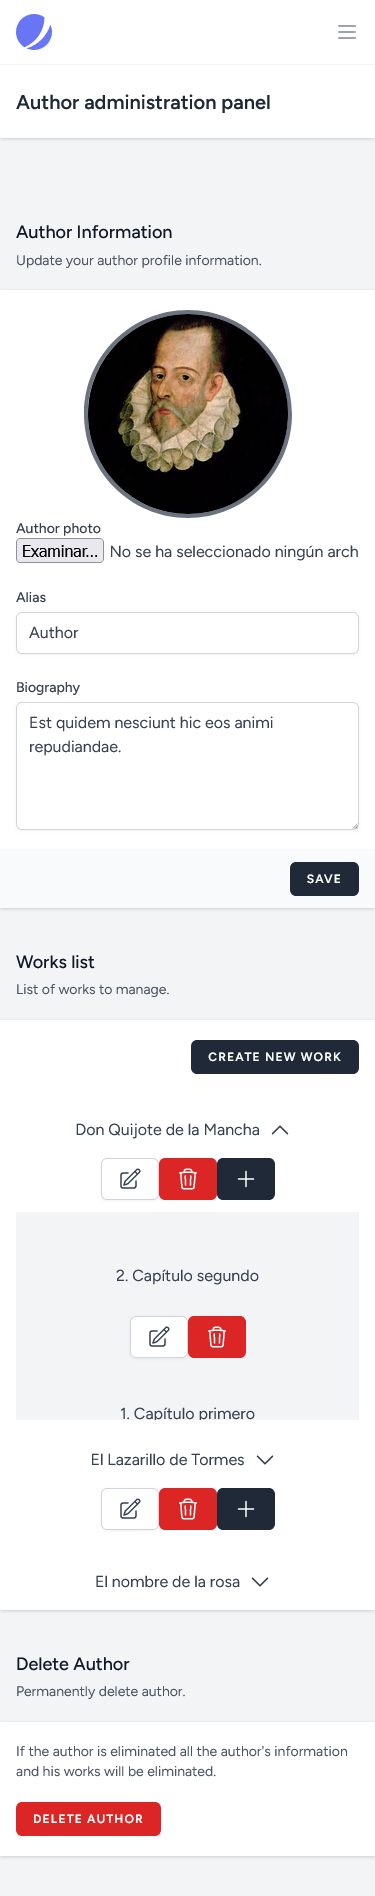 Author administration panel
Author Information
Update your author profile information.
Author photo
Examinar... No se ha seleccionado ningún arch
Alias
Author
Biography
Est quidem nesciunt hic eos animi
repudiandae.
SAVE
Works list
List of works to manage.
CREATE NEW WORK
Don Quijote de la Mancha
2. Capítulo segundo
1. Capítulo primero
El Lazarillo de Tormes
El nombre de la rosa
Delete Author
Permanently delete author.
If the author is eliminated all the author's information
and his works will be eliminated.
DELETE AUTHOR